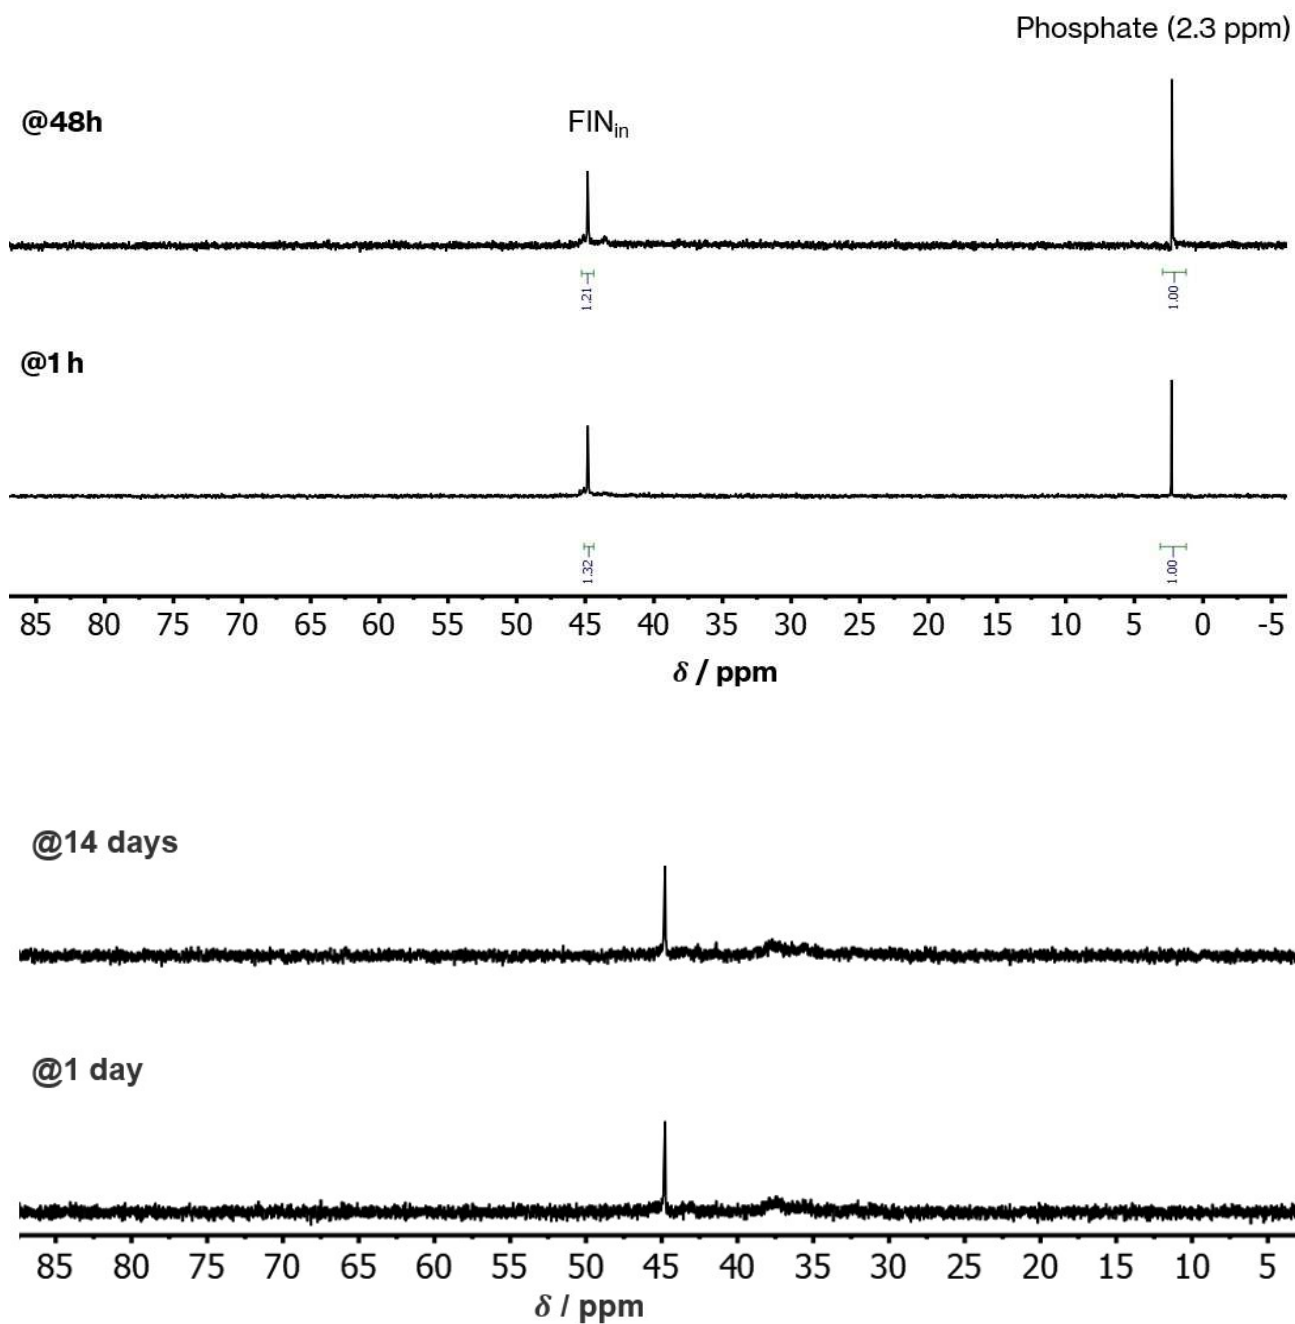 Phosphate (2.3 ppm)
@48h
FINin
1.21
1.00
@1 h
1.32
1.00
85 80 75 70 65 60 55 50 45 40 35 30 25 20 15 10 5 0 -5
δ / ppm
@14 days
@1 day
85 80 75 70 65 60 55 50 45 40 35 30 25 20 15 10 5
δ / ppm